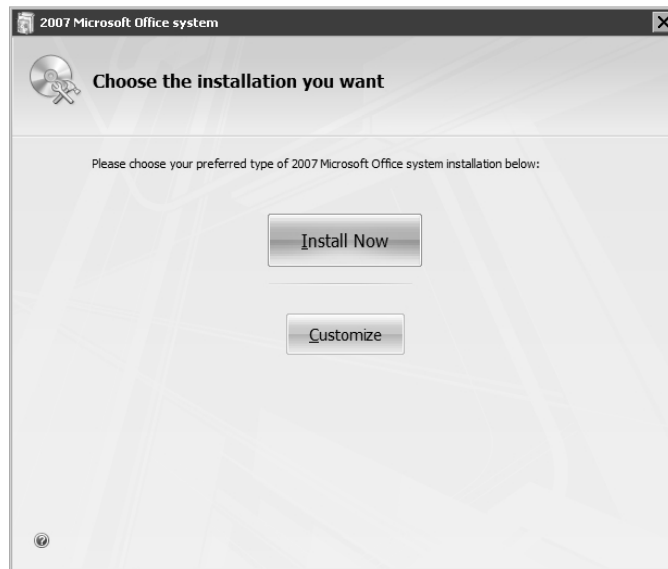 2007 Microsoft Office system
Choose the installation you want
Please choose your preferred type of 2007 Microsoft Office system installation below:
Install Now
Customize